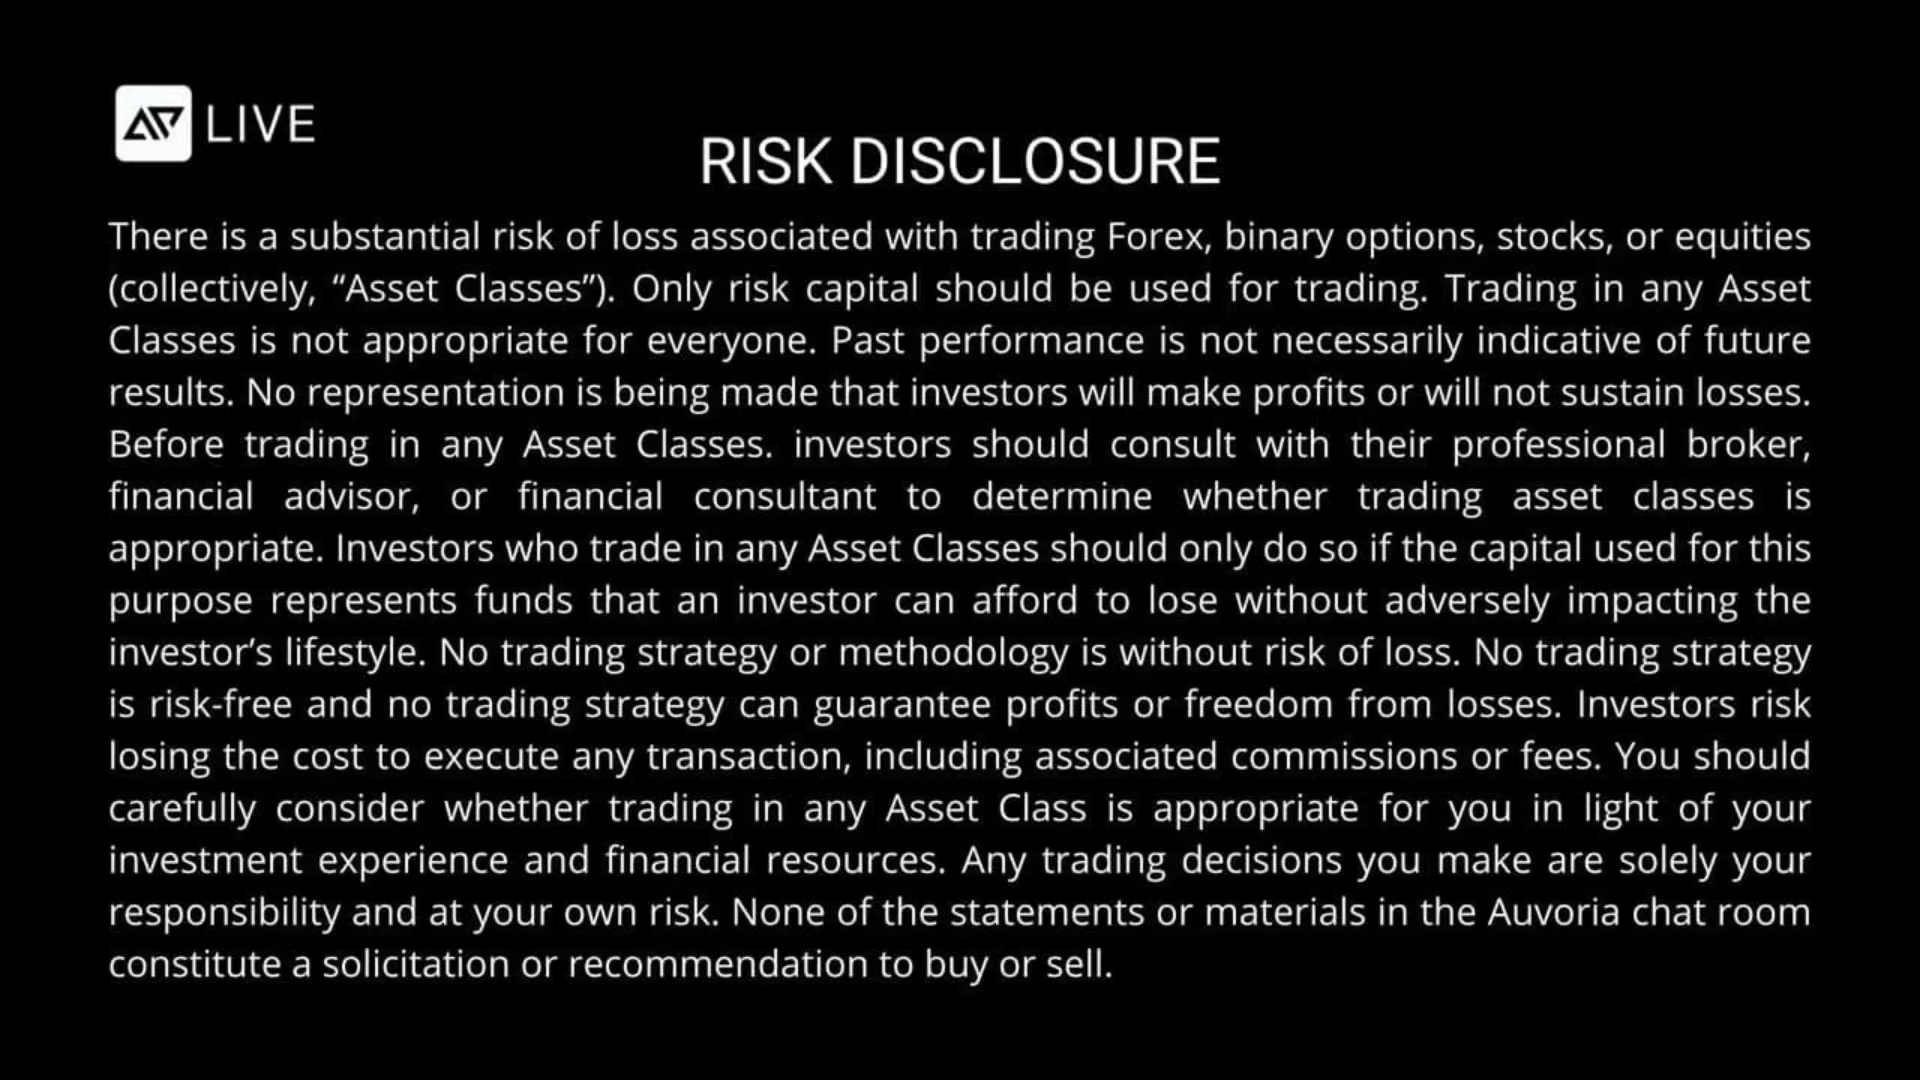 LIVE
RISK DISCLOSURE
There is a substantial risk of loss associated with trading Forex, binary options, stocks, or equities
(collectively, “Asset Classes”). Only risk capital should be used for trading. Trading in any Asset
Classes is not appropriate for everyone. Past performance is not necessarily indicative of future
results. No representation is being made that investors will make profits or will not sustain losses.
Before trading in any Asset Classes. investors should consult with their professional broker,
financial advisor, or financial consultant to determine whether trading asset classes is
appropriate. Investors who trade in any Asset Classes should only do so if the capital used for this
purpose represents funds that an investor can afford to lose without adversely impacting the
investor’s lifestyle. No trading strategy or methodology is without risk of loss. No trading strategy
is risk-free and no trading strategy can guarantee profits or freedom from losses. Investors risk
losing the cost to execute any transaction, including associated commissions or fees. You should
carefully consider whether trading in any Asset Class is appropriate for you in light of your
investment experience and financial resources. Any trading decisions you make are solely your
responsibility and at your own risk. None of the statements or materials in the Auvoria chat room
constitute a solicitation or recommendation to buy or sell.